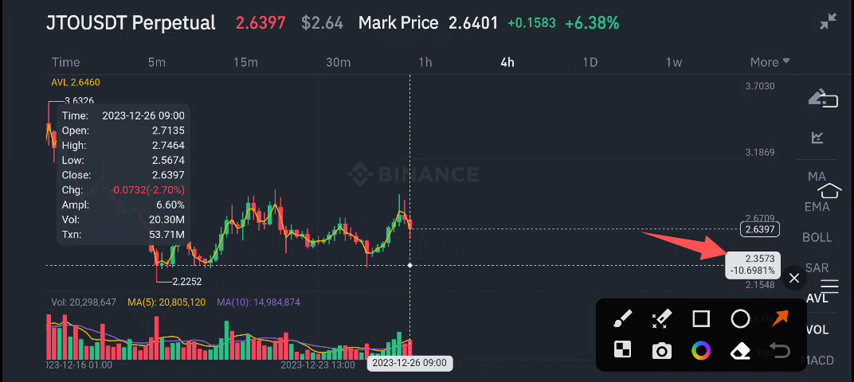 JTOUSDT Perpetual 2.6397 $2.64 Mark Price 2.6401 +0.1583 +6.38%
Time 5m 15m 30m 1h 4h 1D 1w More
AVL 2.6460
3.7030
3.6326
Time: 2023-12-26 09:00
Open: 2.7135
High: 2.7464
Low: 2.5674
Close: 2.6397
Chg: -0.0732(-2.70%)
Ampl: 6.60%
Vol: 20.30M
Txn: 53.71M
BINANCE
3.1869
2.6709
2.6397
2.3573
-10.6981%
2.2252
2.1548
MA
EMA
BOLL
SAR
AVL
VOL
MACD
Vol: 20,298,647 MA(5): 20,805,120 MA(10): 14,984,874
2023-12-16 01:00 2023-12-23 13:00 2023-12-26 09:00